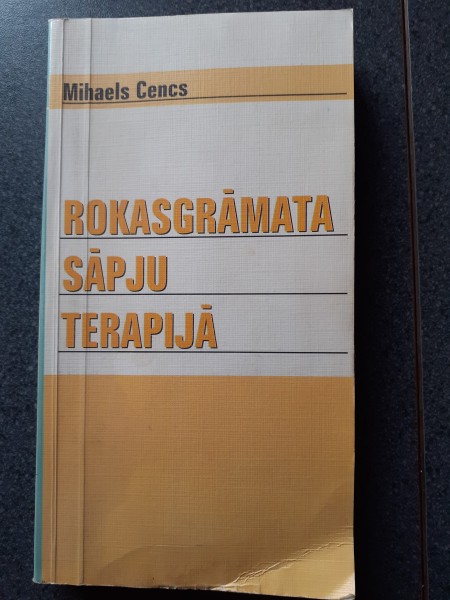 Mihaels Cencs
ROKASGRĀMATA
SĀPJU
TERAPIJĀ